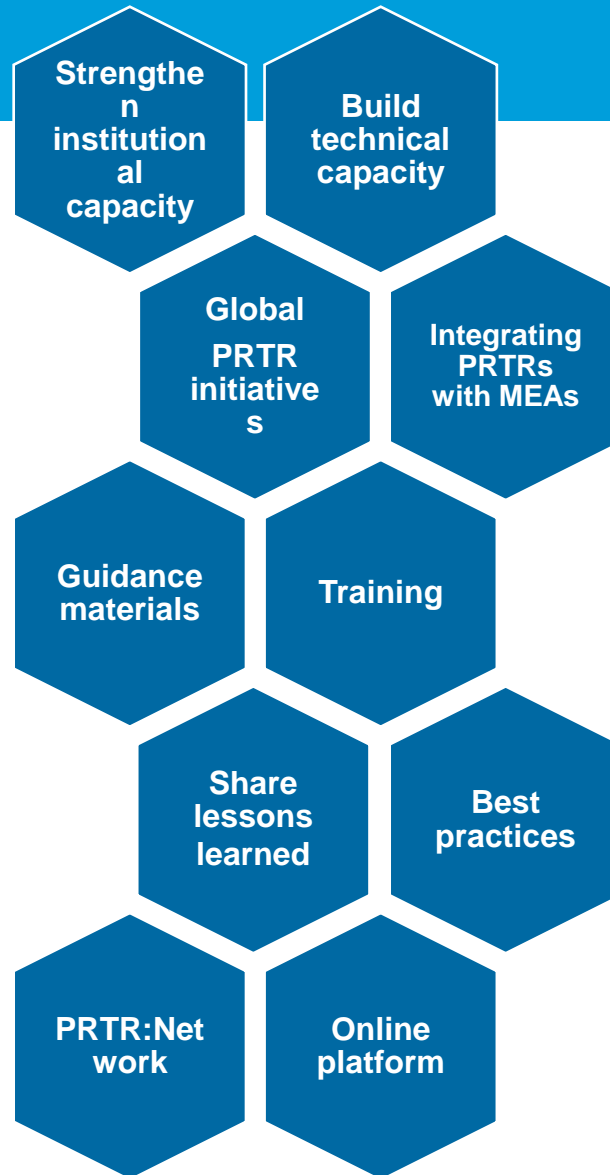 Strengthe
n
institution
al
capacity
Build
technical
capacity
Global
PRTR
initiative
s
Integrating
PRTRs
with MEAs
Guidance
materials
Training
Share
lessons
learned
Best
practices
PRTR:Net
work
Online
platform